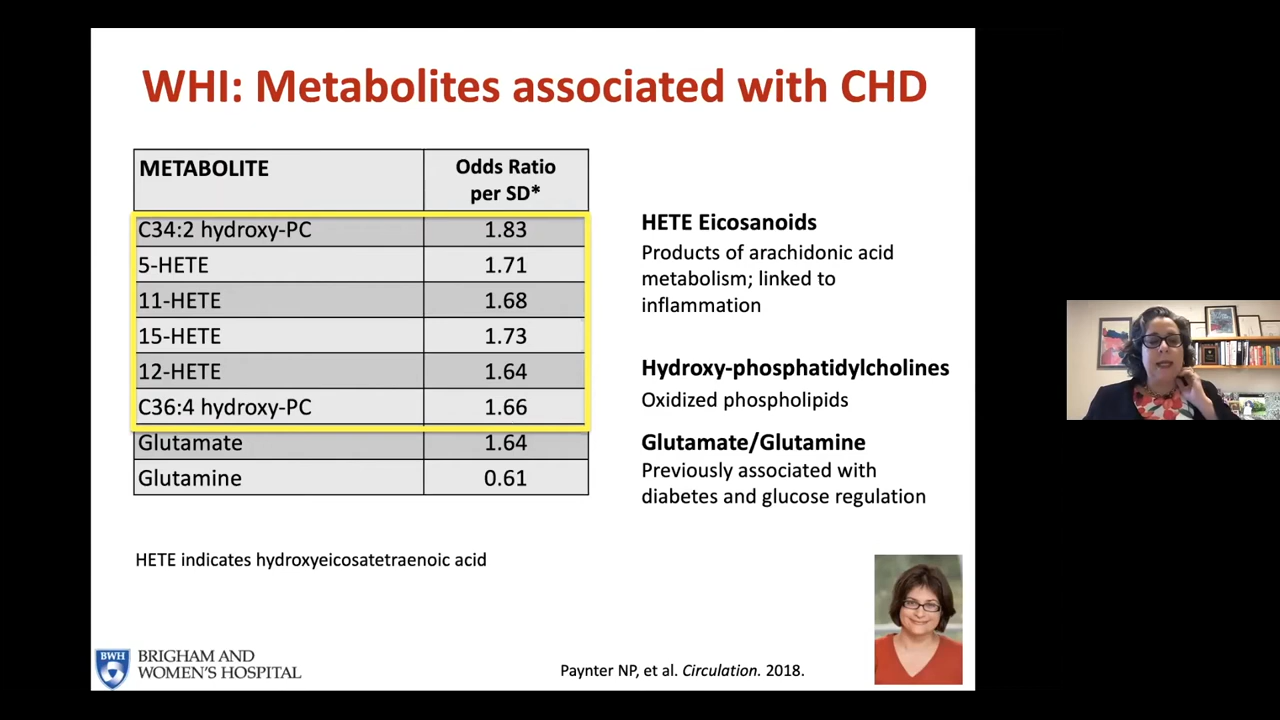 WHI: Metabolites associated with CHD
METABOLITE
Odds Ratio
per SD*
C34:2 hydroxy-PC 1.83
5-HETE 1.71
11-HETE 1.68
15-HETE 1.73
12-HETE 1.64
C36:4 hydroxy-PC 1.66
Glutamate 1.64
Glutamine 0.61
HETE Eicosanoids
Products of arachidonic acid
metabolism; linked to
inflammation
Hydroxy-phosphatidylcholines
Oxidized phospholipids
Glutamate/Glutamine
Previously associated with
diabetes and glucose regulation
HETE indicates hydroxyeicosatetraenoic acid
BWH
BRIGHAM AND
WOMEN'S HOSPITAL
Paynter NP, et al. Circulation. 2018.